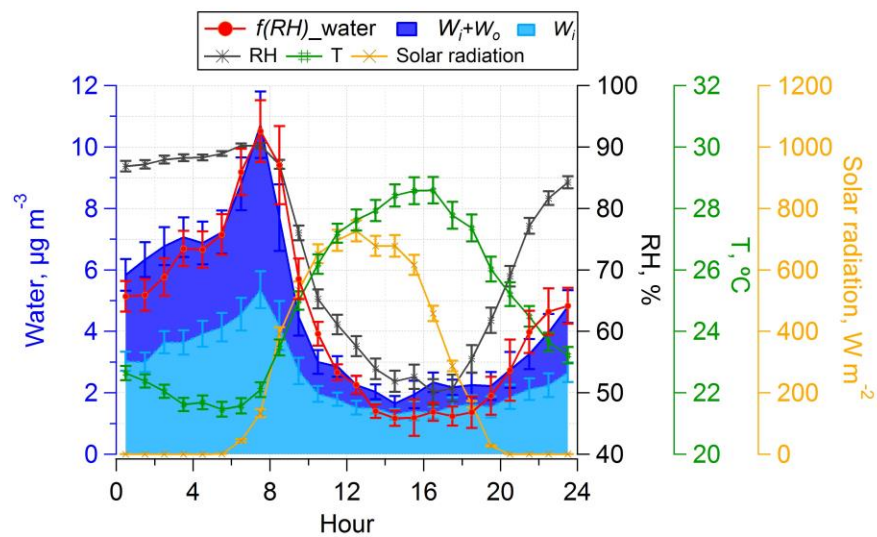 f(RH)_water Wi+Wo Wi
RH T Solar radiation
12 100 32 1200
10 90 30 1000
8 80 28 800
6 70 26 600
4 60 24 400
2 50 22 200
0 40 20 0
Water, µg m-3
RH, %
T, ºC
Solar radiation, W m-2
0 4 8 12 16 20 24
Hour